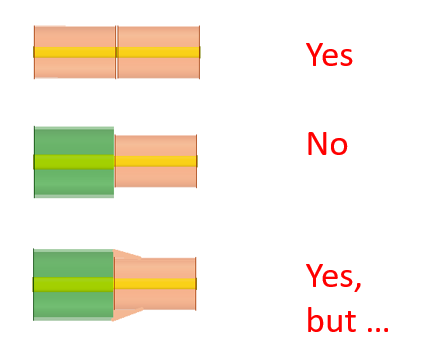 Yes
No
Yes,
but ...